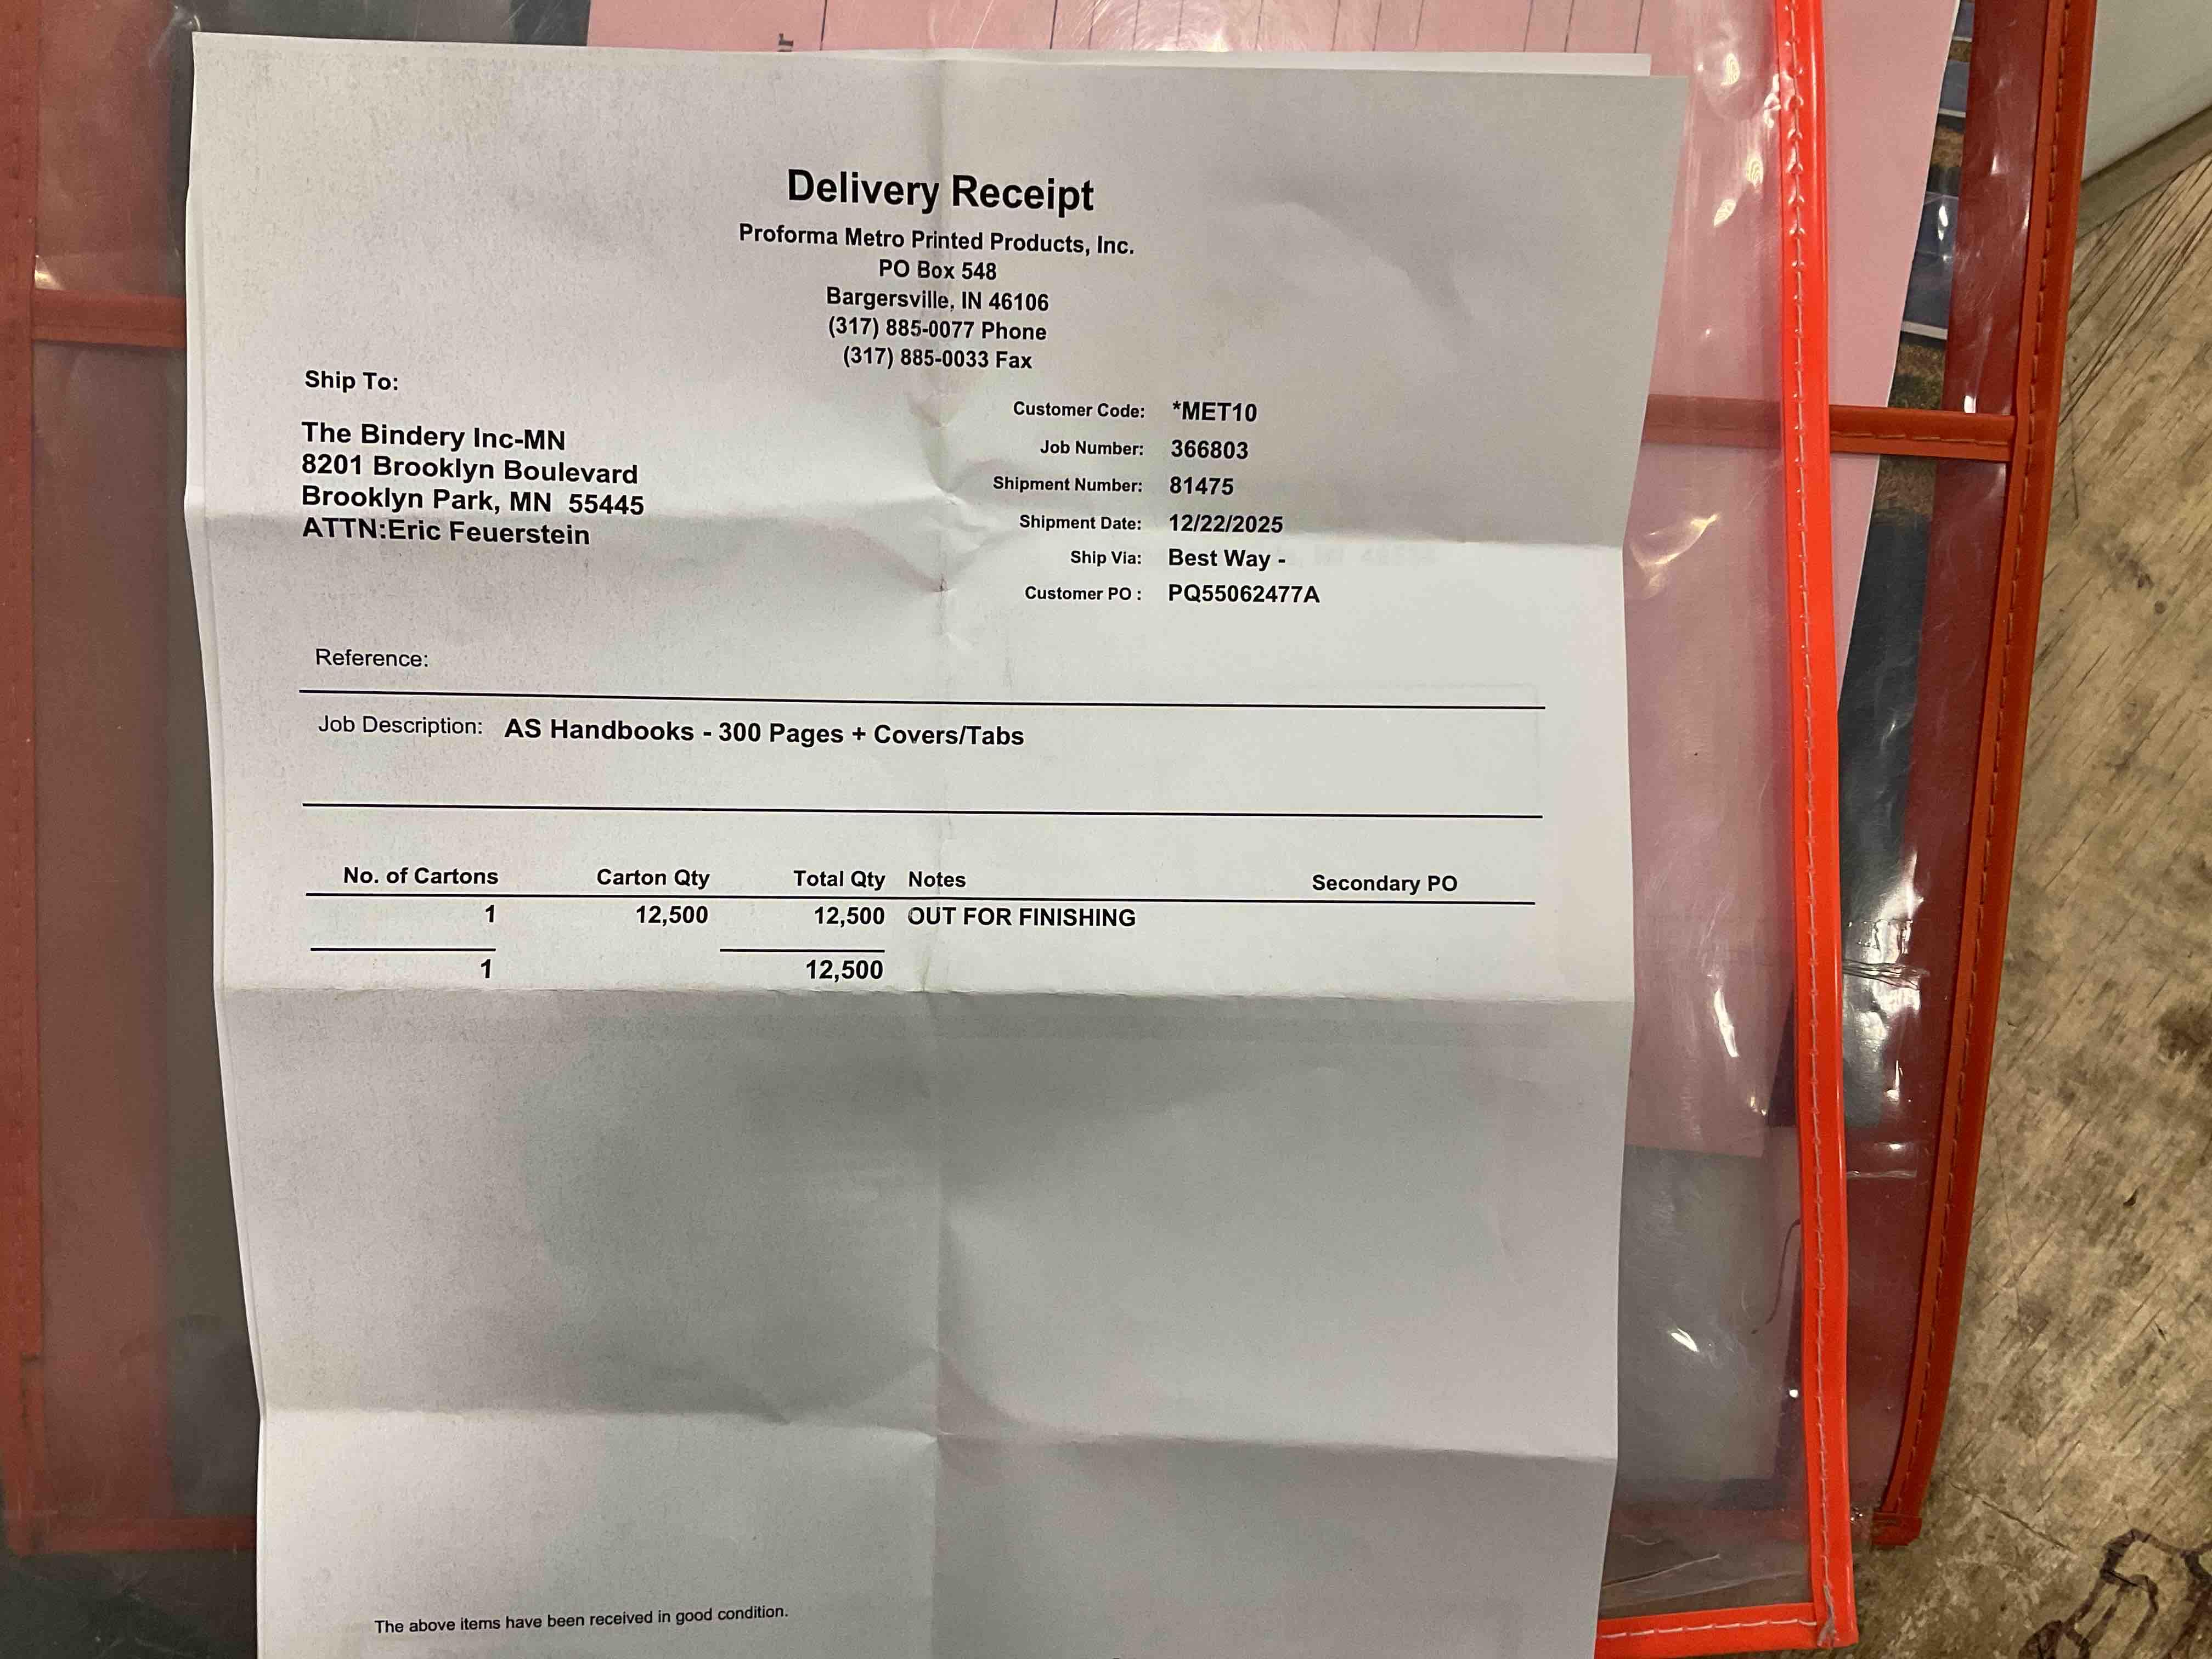 Delivery Receipt
Proforma Metro Printed Products, Inc.
PO Box 548
Bargersville, IN 46106
(317) 885-0077 Phone
(317) 885-0033 Fax
Ship To:
The Bindery Inc-MN
8201 Brooklyn Boulevard
Brooklyn Park, MN 55445
ATTN:Eric Feuerstein
Customer Code: *MET10
Job Number: 366803
Shipment Number: 81475
Shipment Date: 12/22/2025
Ship Via: Best Way -
Customer PO : PQ55062477A
Reference:
Job Description: AS Handbooks - 300 Pages + Covers/Tabs
No. of Cartons Carton Qty Total Qty Notes Secondary PO
1 12,500 12,500 OUT FOR FINISHING
1 12,500
The above items have been received in good condition.